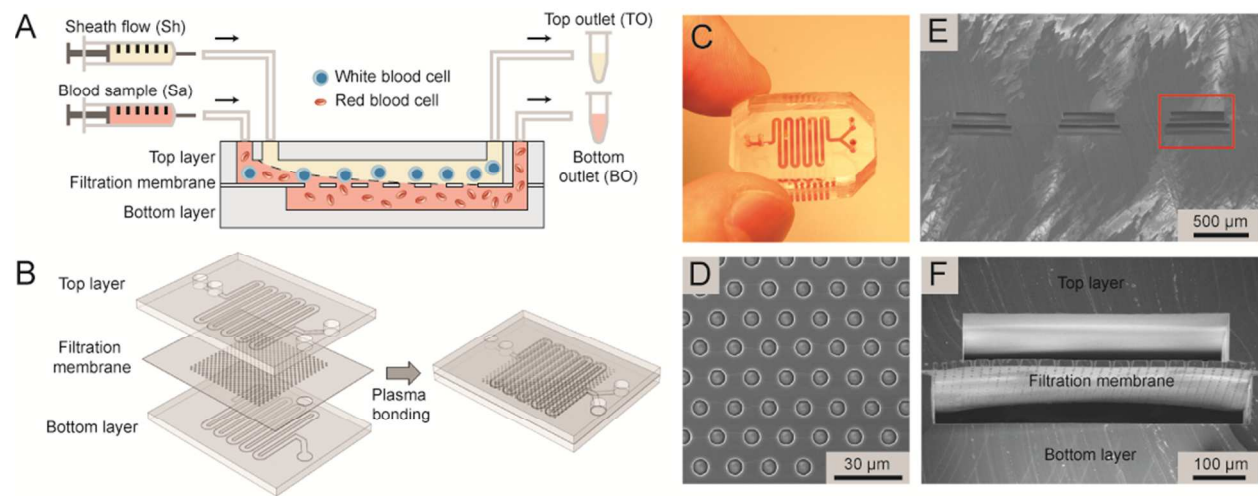 A
Sheath flow (Sh)
Blood sample (Sa)
White blood cell
Red blood cell
Top outlet (TO)
Bottom
outlet (BO)
Top layer
Filtration membrane
Bottom layer
B
Top layer
Filtration
membrane
Bottom layer
Plasma
bonding
C
D
30 µm
E
500 µm
F
Top layer
Filtration membrane
Bottom layer
100 µm